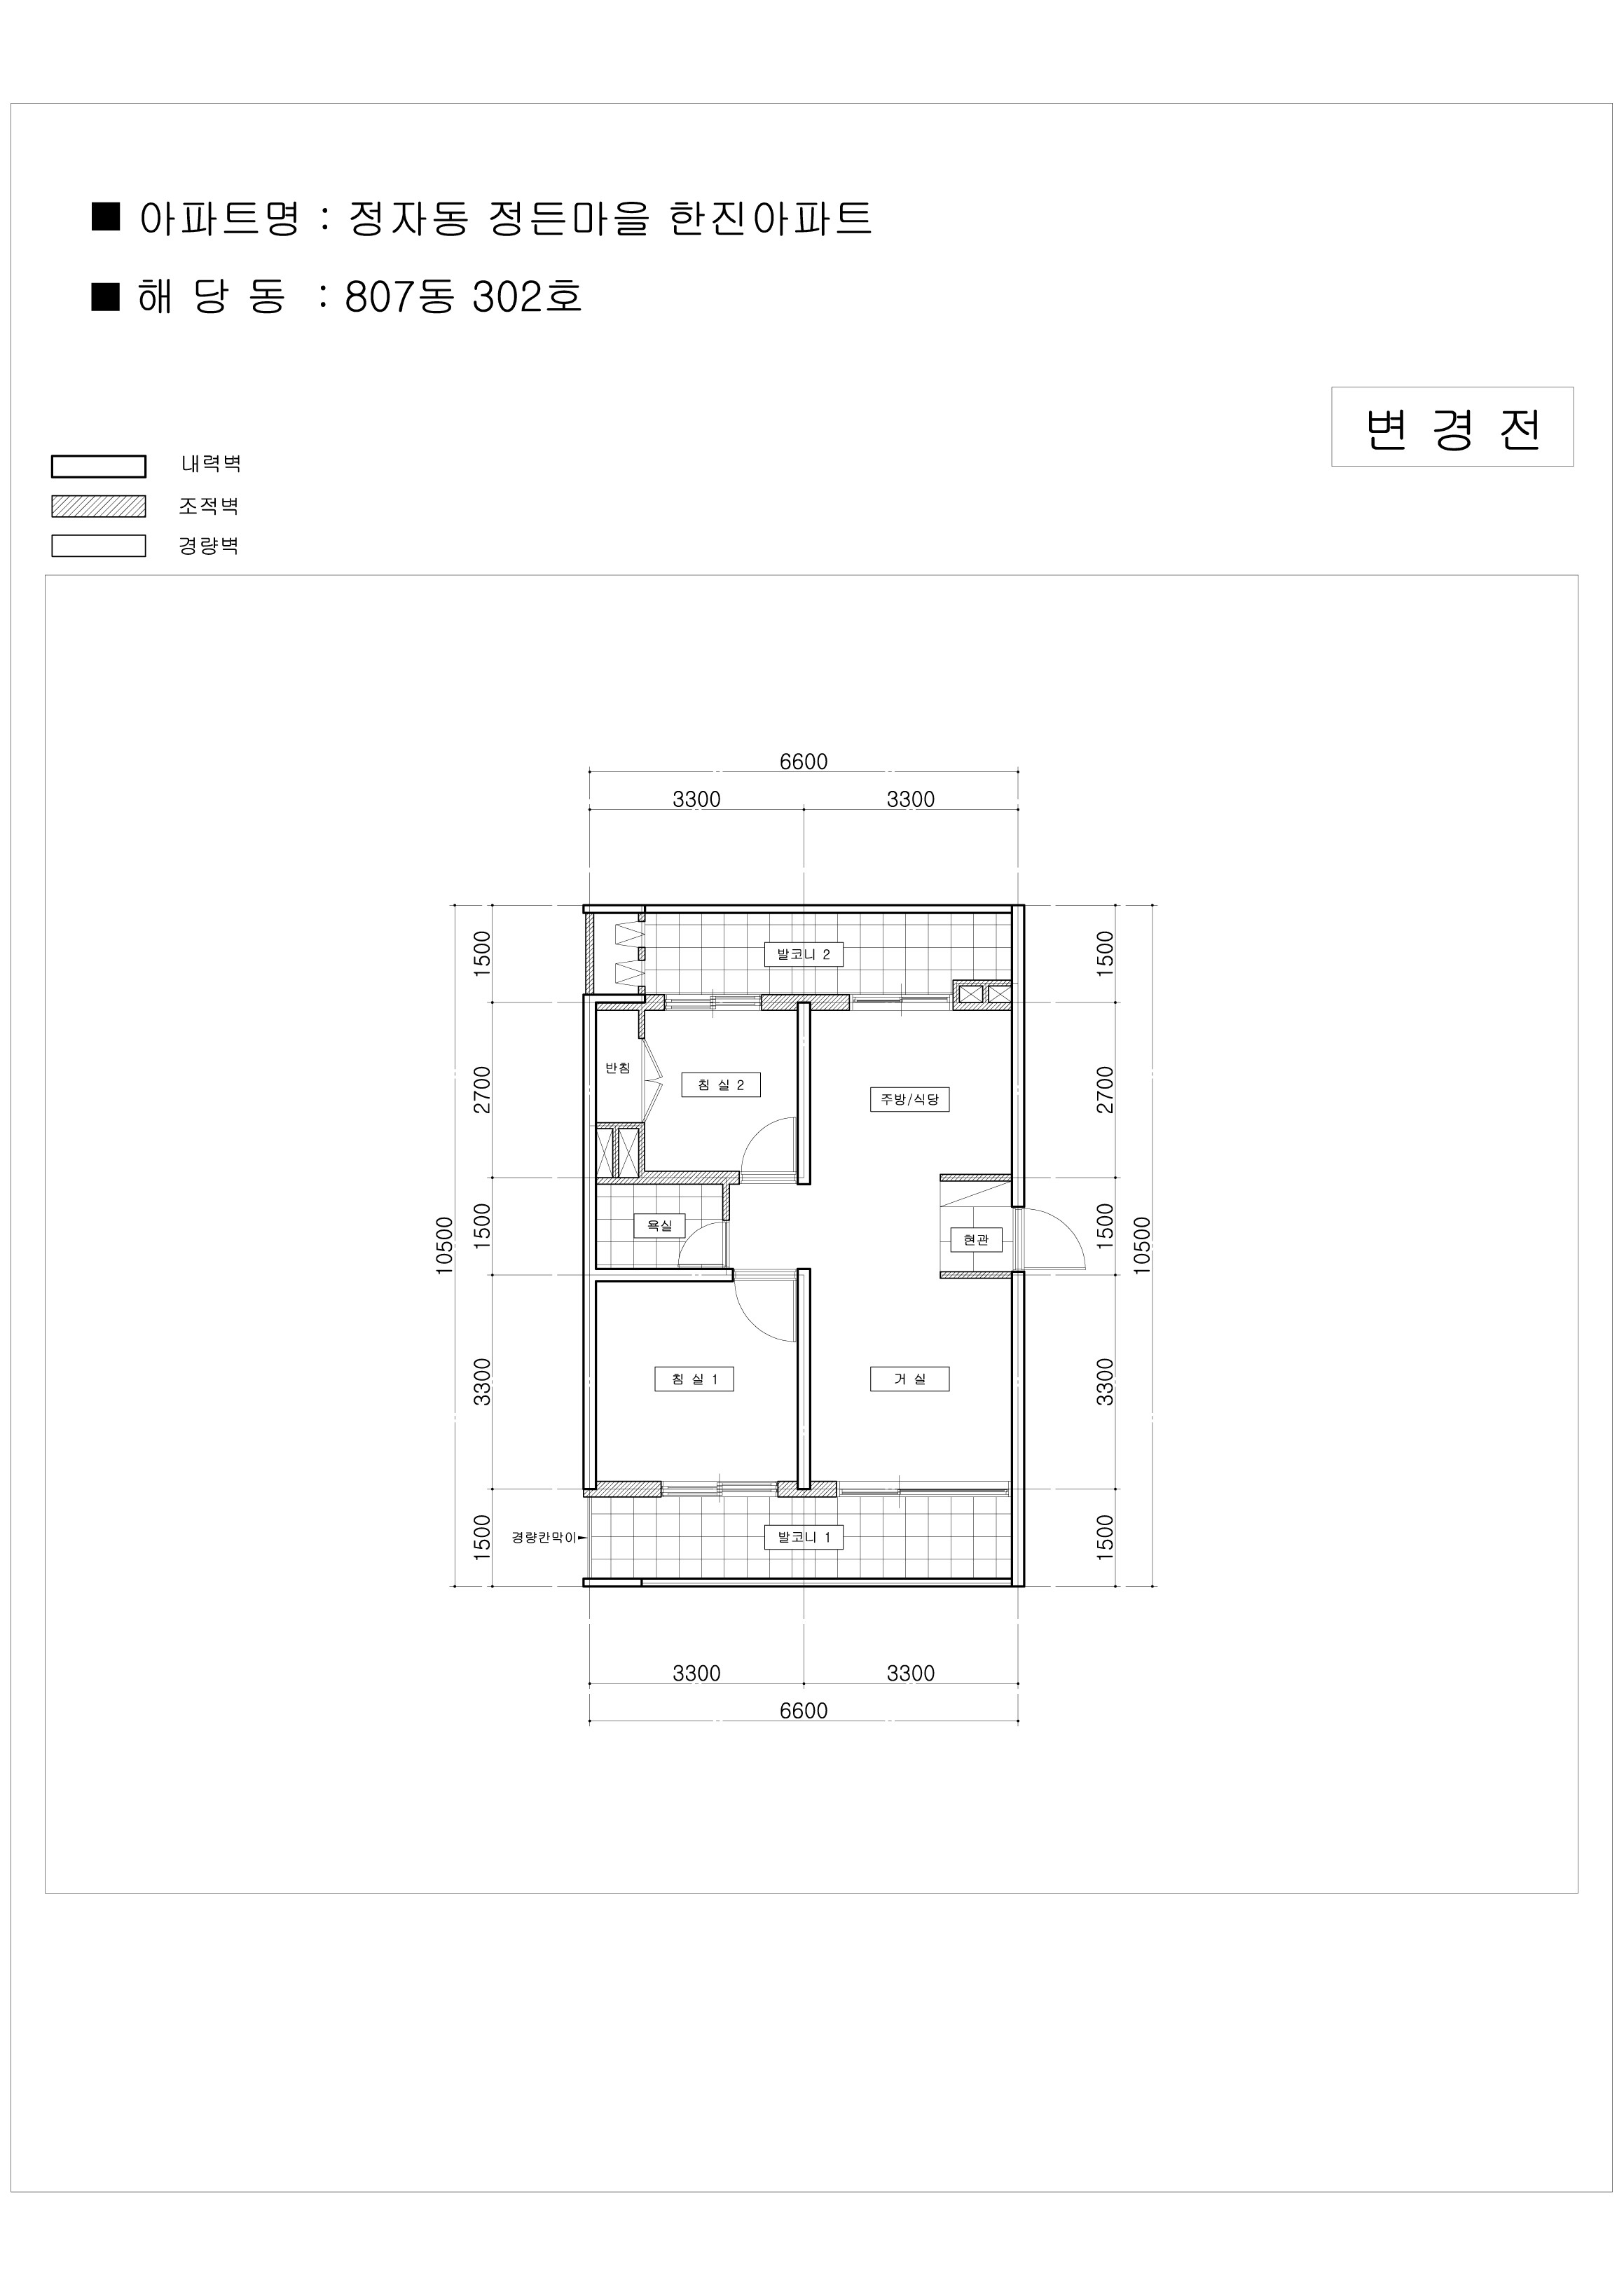 ■ 아파트명 : 정자동 정든마을 한진아파트
■ 해 당 동 : 807동 302호
변 경 전
내력벽
조적벽
경량벽
6600
3300 3300
1500 발코니 2 1500
반침 침 실 2
2700 주방/식당 2700
10500 1500 욕실 현관 1500 10500
3300 침 실 1 거 실 3300
1500 경량칸막이 발코니 1 1500
3300 3300
6600